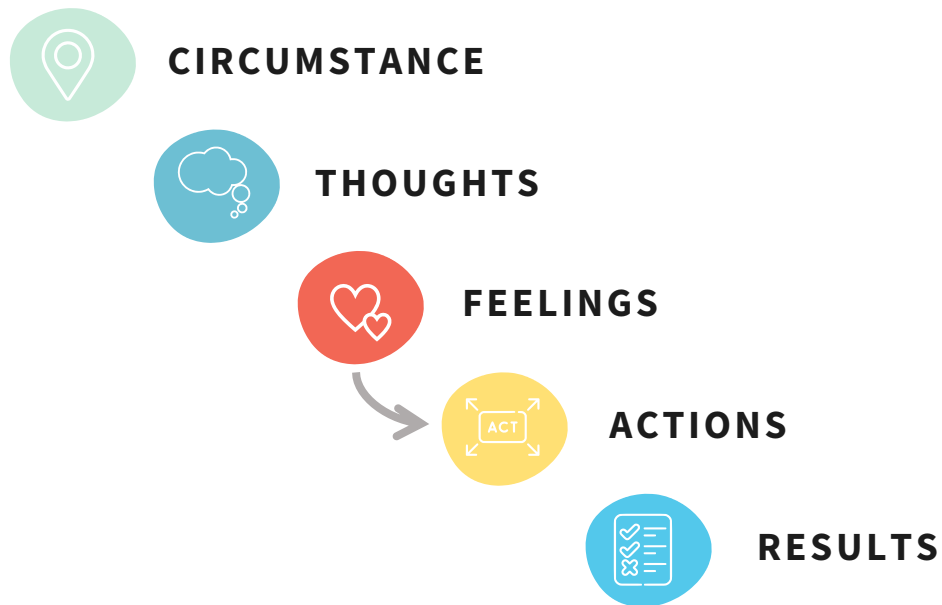 CIRCUMSTANCE
THOUGHTS
FEELINGS
ACT
ACTIONS
RESULTS